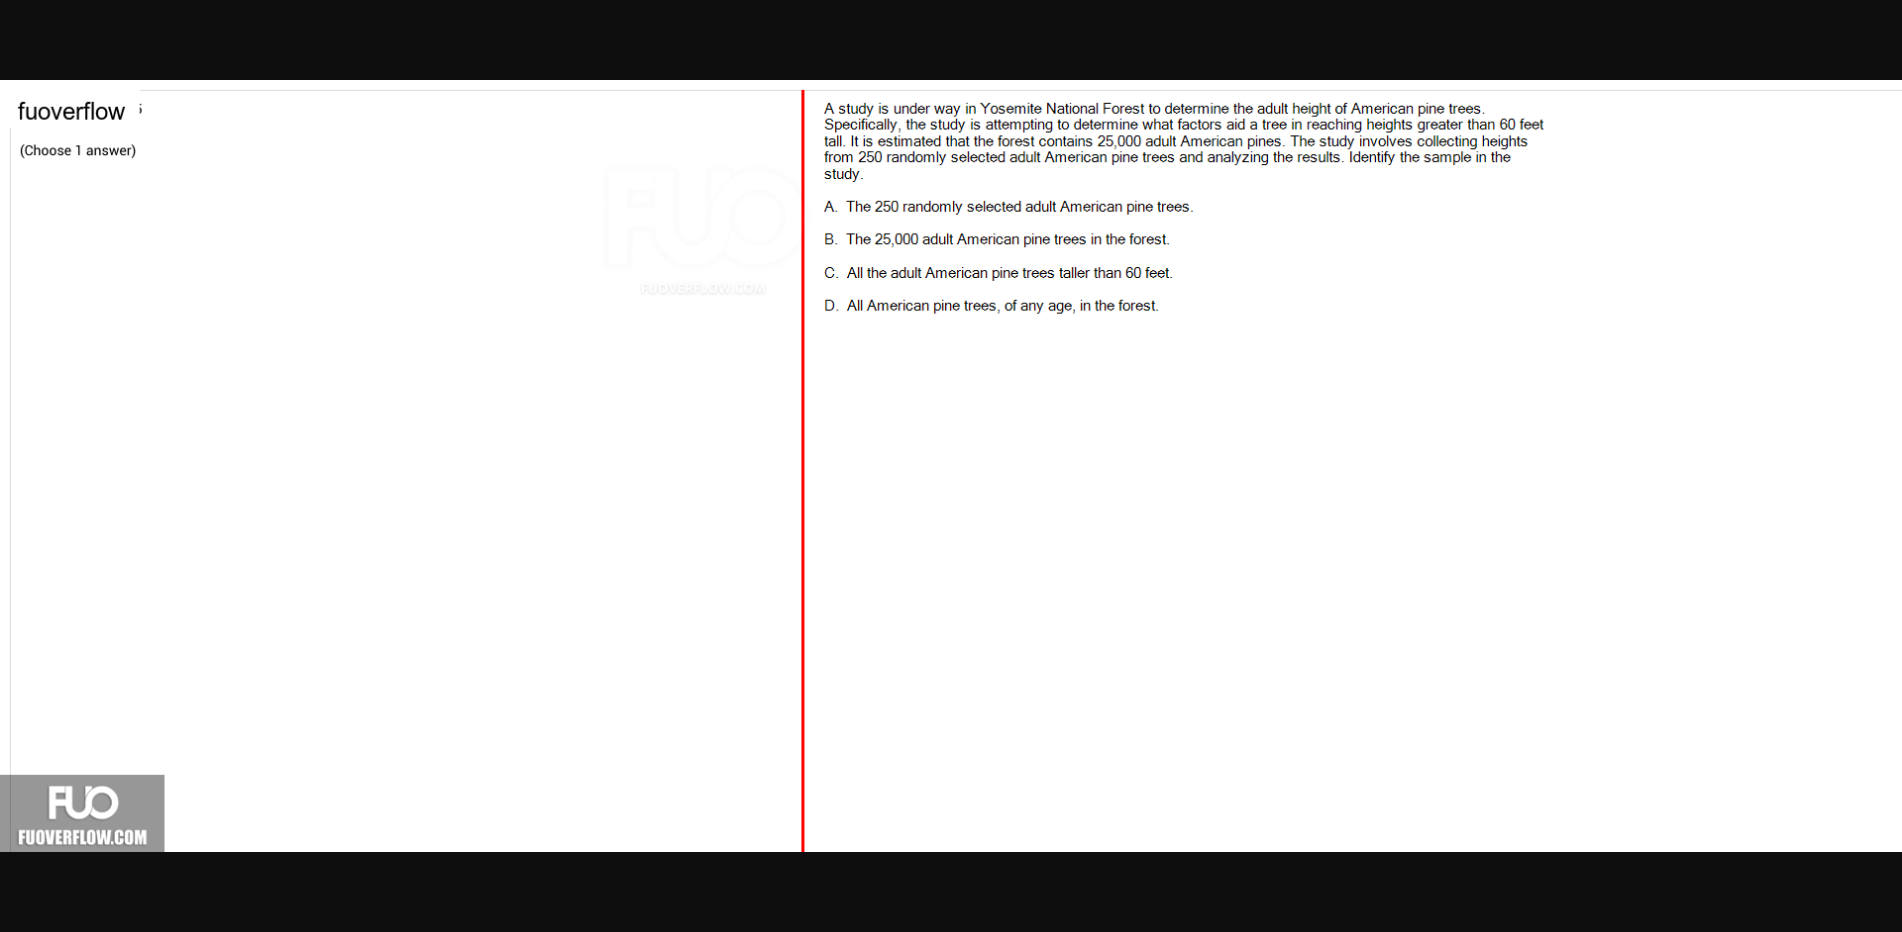 fuoverflow
(Choose 1 answer)
A study is under way in Yosemite National Forest to determine the adult height of American pine trees.
Specifically, the study is attempting to determine what factors aid a tree in reaching heights greater than 60 feet
tall. It is estimated that the forest contains 25,000 adult American pines. The study involves collecting heights
from 250 randomly selected adult American pine trees and analyzing the results. Identify the sample in the
study.
A. The 250 randomly selected adult American pine trees.
B. The 25,000 adult American pine trees in the forest.
C. All the adult American pine trees taller than 60 feet.
D. All American pine trees, of any age, in the forest.
FUO
FUOVERFLOW.COM
FUO
FUOVERFLOW.COM